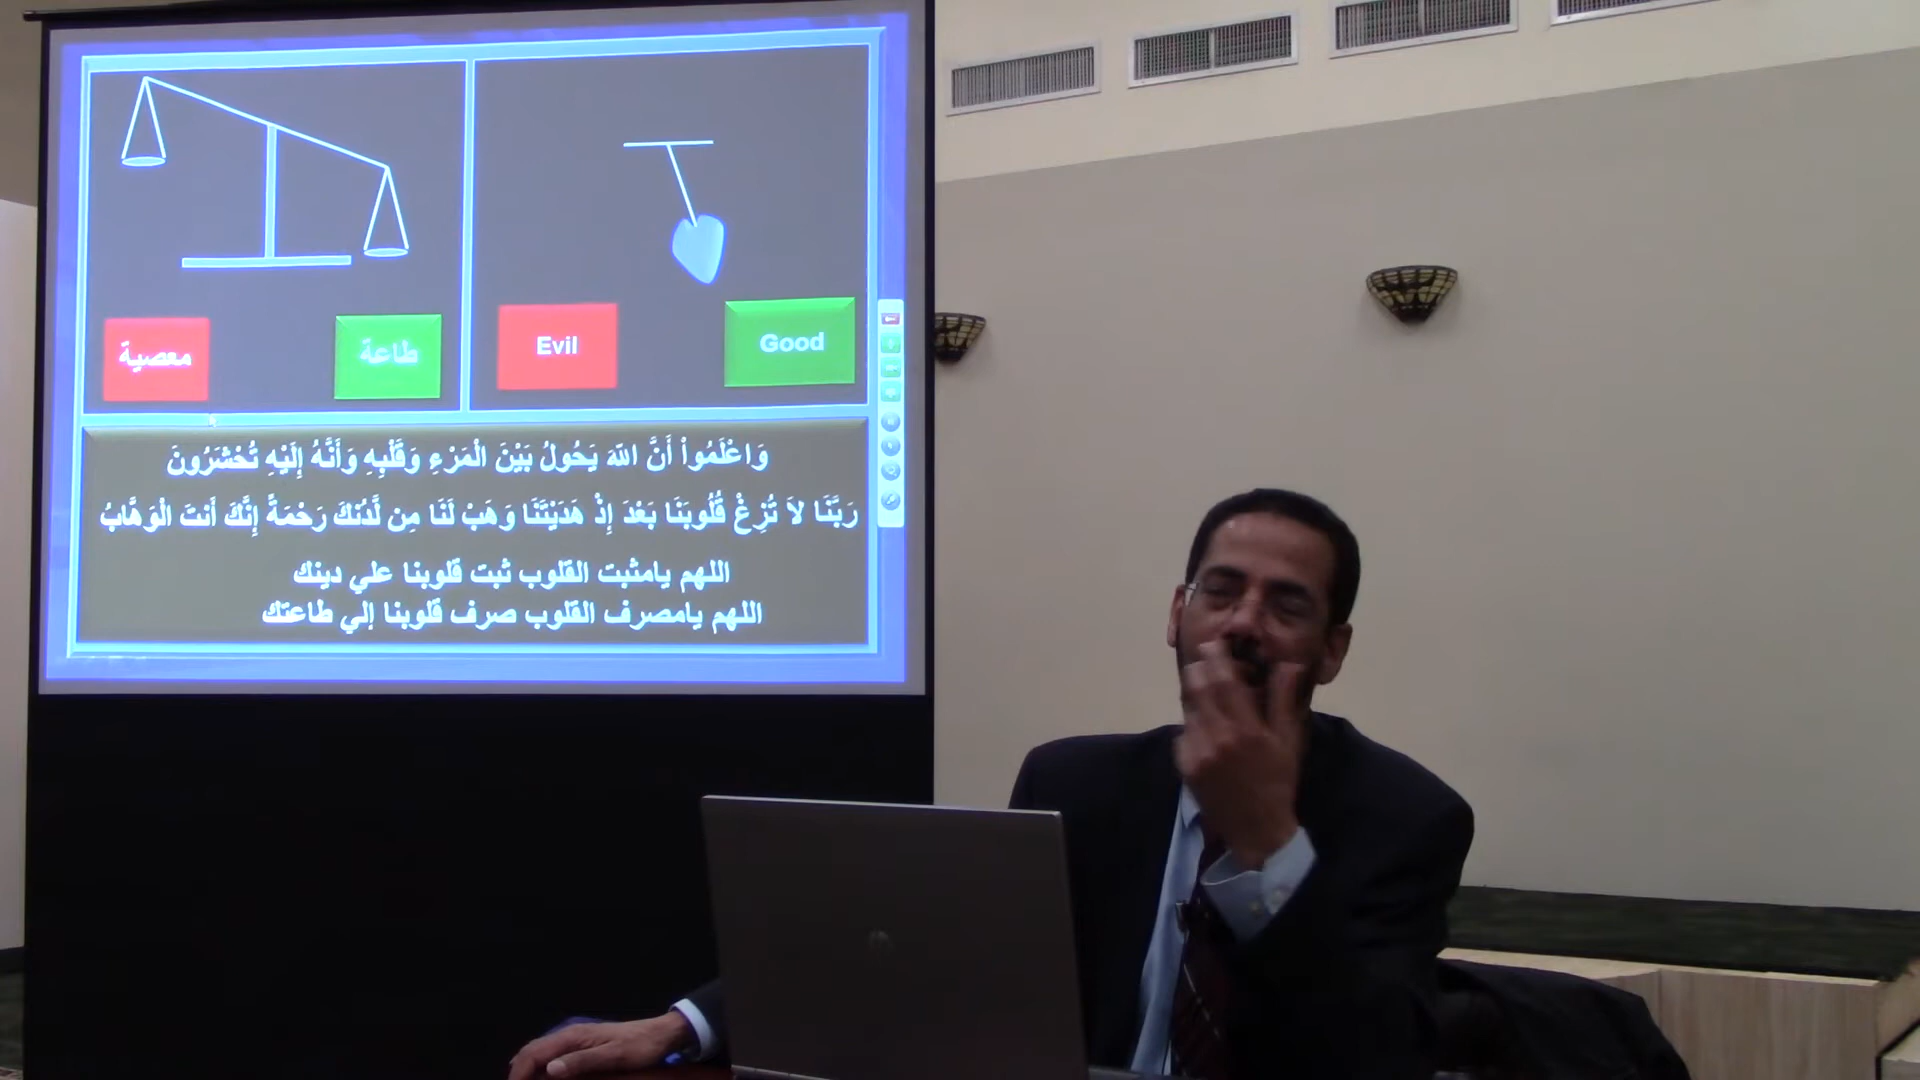 معصية
طاعة
Evil
Good
وَاعْلَمُواْ أَنَّ اللّهَ يَحُولُ بَيْنَ الْمَرْءِ وَقَلْبِهِ وَأَنَّهُ إِلَيْهِ تُحْشَرُونَ
رَبَّنَا لاَ تُزِغْ قُلُوبَنَا بَعْدَ إِذْ هَدَيْتَنَا وَهَبْ لَنَا مِن لَّدُنكَ رَحْمَةً إِنَّكَ أَنتَ الْوَهَّابُ
اللهم يامثبت القلوب ثبت قلوبنا علي دينك
اللهم يامصرف القلوب صرف قلوبنا إلي طاعتك